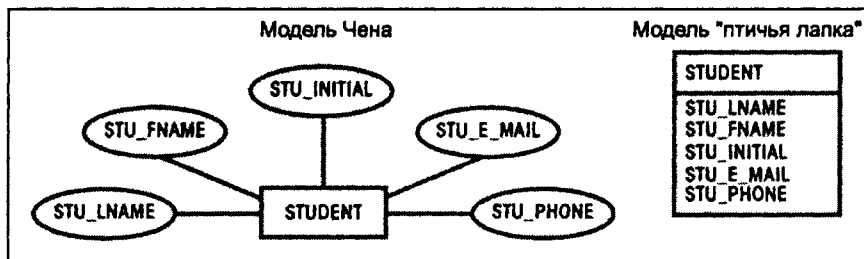 Модель Чена
STU_INITIAL
STU_FNAME
STU_E_MAIL
STU_LNAME
STUDENT
STU_PHONE
Модель "птичья лапка"
STUDENT
STU_LNAME
STU_FNAME
STU_INITIAL
STU_E_MAIL
STU_PHONE